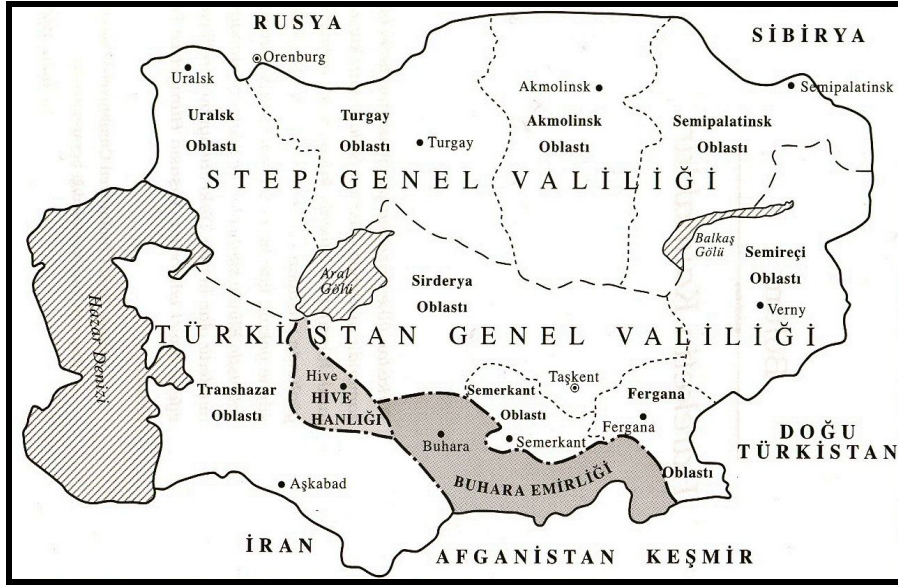 RUSYA
SİBİRYA
Orenburg
Uralsk
Akmolinsk
Semipalatinsk
Uralsk
Oblastı
Turgay
Oblastı
Turgay
Akmolinsk
Oblastı
Semipalatinsk
Oblastı
STEP GENEL VALİLİĞİ
Hazar Denizi
Aral
Gölü
Sirderya
Oblastı
Balkaş
Gölü
Semireçi
Oblastı
Verny
TÜRKİSTAN GENEL VALİLİĞİ
Transhazar
Oblastı
Hive
HİVE
HANLIĞI
Semerkant
Oblastı
Taşkent
Fergana
Fergana
Oblastı
Buhara
Semerkant
BUHARA EMİRLİĞİ
DOĞU
TÜRKİSTAN
Aşkabad
İRAN
AFGANİSTAN
KEŞMİR